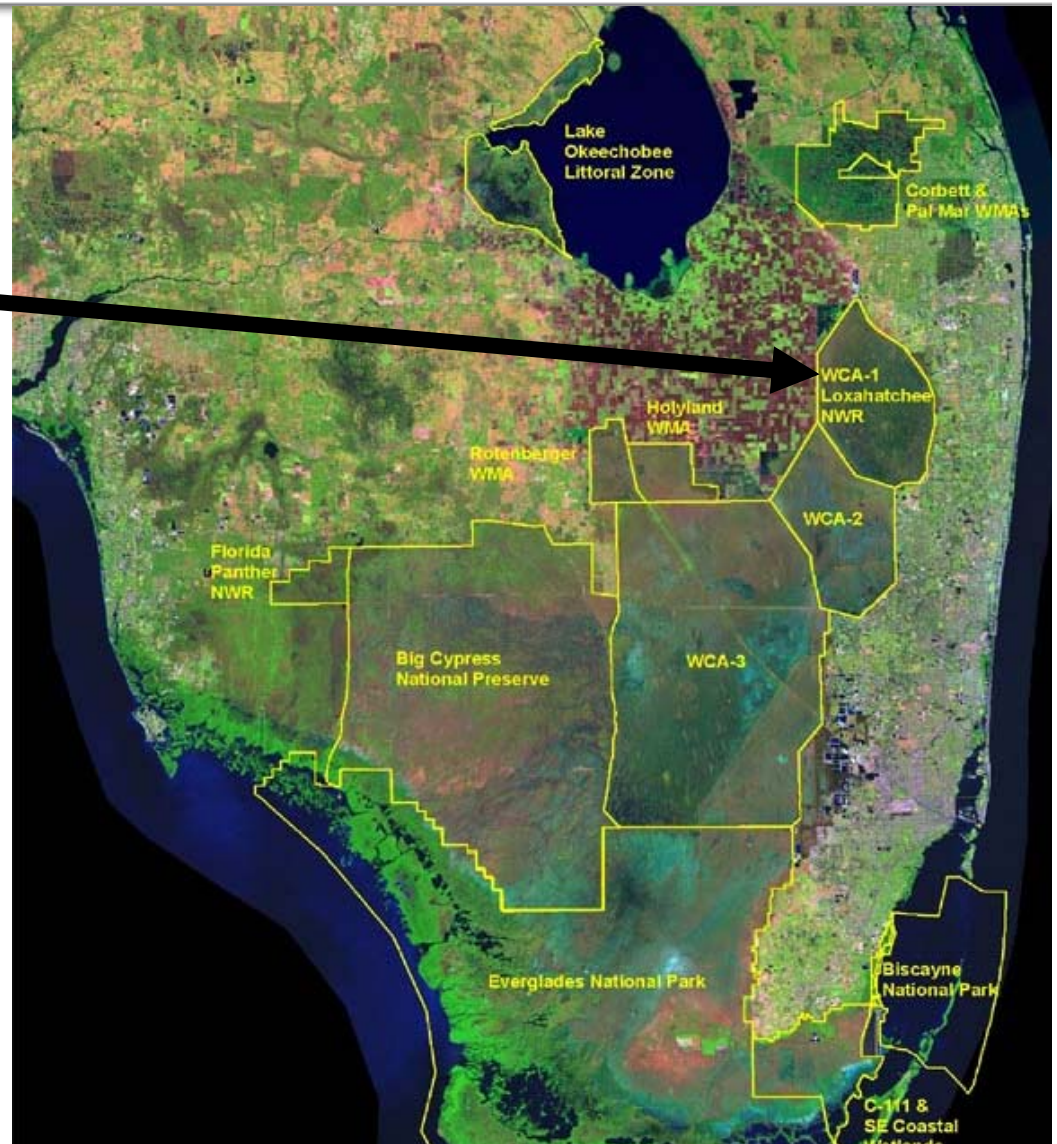 Lake
Okeechobee
Littoral Zone
Corbett &
Pal Mar WMAs
WCA-1
Loxahatchee
NWR
Holyland
WMA
Rotenberger
WMA
WCA-2
Florida
Panther
NWR
Big Cypress
National Preserve
WCA-3
Everglades National Park
Biscayne
National Park
C-111 &
SE Coastal
Wetlands